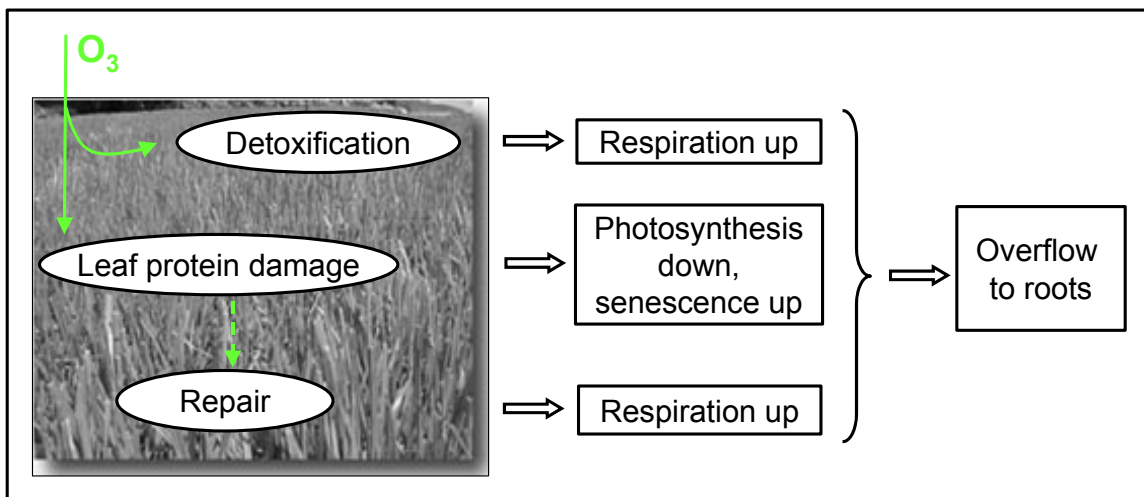 O₃
Detoxification
Respiration up
Leaf protein damage
Photosynthesis
down,
senescence up
Overflow
to roots
Repair
Respiration up